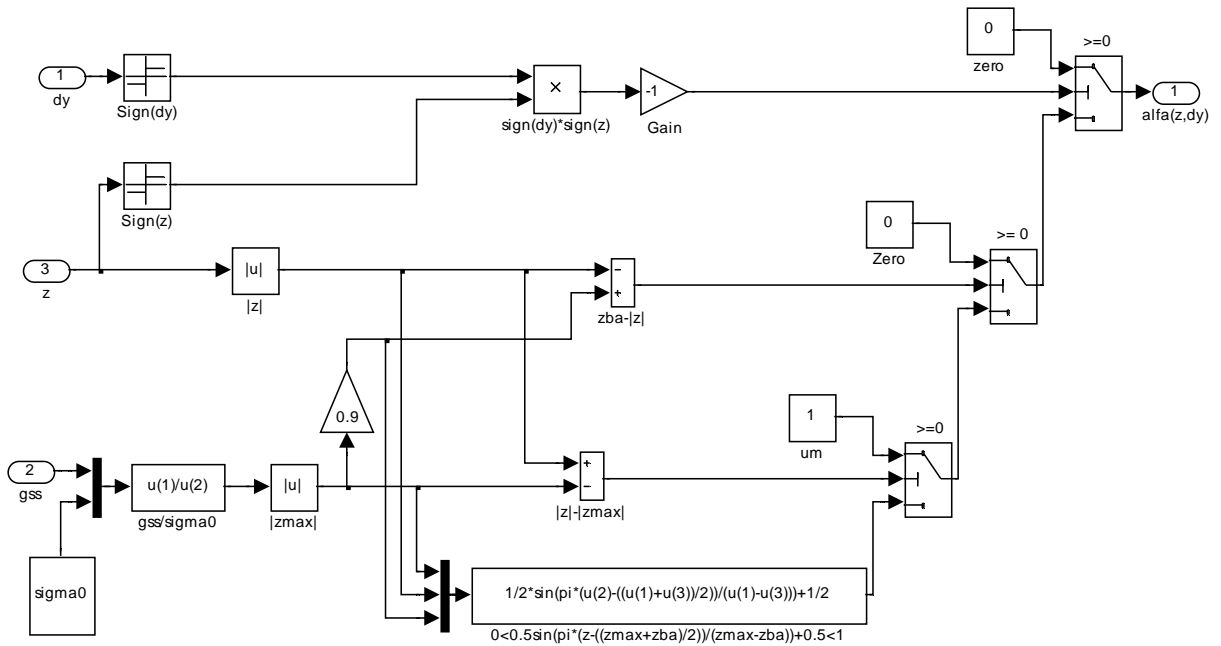 0
zero
>=0
1
dy
Sign(dy)
×
sign(dy)*sign(z)
-1
Gain
1
alfa(z,dy)
Sign(z)
0
Zero
>= 0
3
z
|u|
|z|
-
+
zba-|z|
0.9
1
um
>=0
2
gss
u(1)/u(2)
gss/sigma0
|u|
|zmax|
+
-
|z|-|zmax|
sigma0
1/2*sin(pi*(u(2)-((u(1)+u(3))/2))/(u(1)-u(3)))+1/2
0<0.5sin(pi*(z-((zmax+zba)/2))/(zmax-zba))+0.5<1